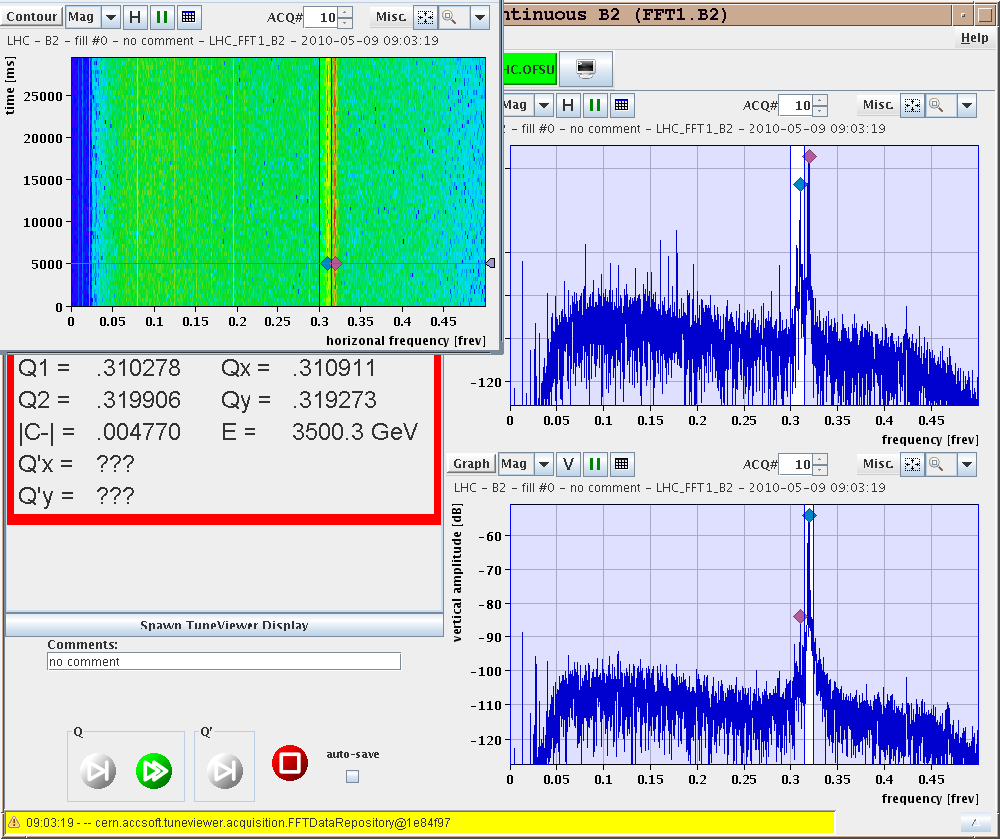 Contour Mag H ACQ# 10 Misc.
LHC - B2 - fill #0 - no comment - LHC_FFT1_B2 - 2010-05-09 09:03:19
time [ms]
25000
20000
15000
10000
5000
0
0 0.05 0.1 0.15 0.2 0.25 0.3 0.35 0.4 0.45
horizonal frequency [frev]
ntinuous B2 (FFT1.B2)
Help
HC.OFSU
Mag H ACQ# 10 Misc.
- B2 - fill #0 - no comment - LHC_FFT1_B2 - 2010-05-09 09:03:19
-120
0 0.05 0.1 0.15 0.2 0.25 0.3 0.35 0.4 0.45
frequency [frev]
Q1 = .310278 Qx = .310911
Q2 = .319906 Qy = .319273
|C-| = .004770 E = 3500.3 GeV
Q'x = ???
Q'y = ???
Graph Mag V ACQ# 10 Misc.
LHC - B2 - fill #0 - no comment - LHC_FFT1_B2 - 2010-05-09 09:03:19
vertical amplitude [dB]
-60
-70
-80
-90
-100
-110
-120
0 0.05 0.1 0.15 0.2 0.25 0.3 0.35 0.4 0.45
frequency [frev]
Spawn TuneViewer Display
Comments:
no comment
Q Q'
auto-save
09:03:19 - -- cern.accsoft.tuneviewer.acquisition.FFTDataRepository@1e84f97